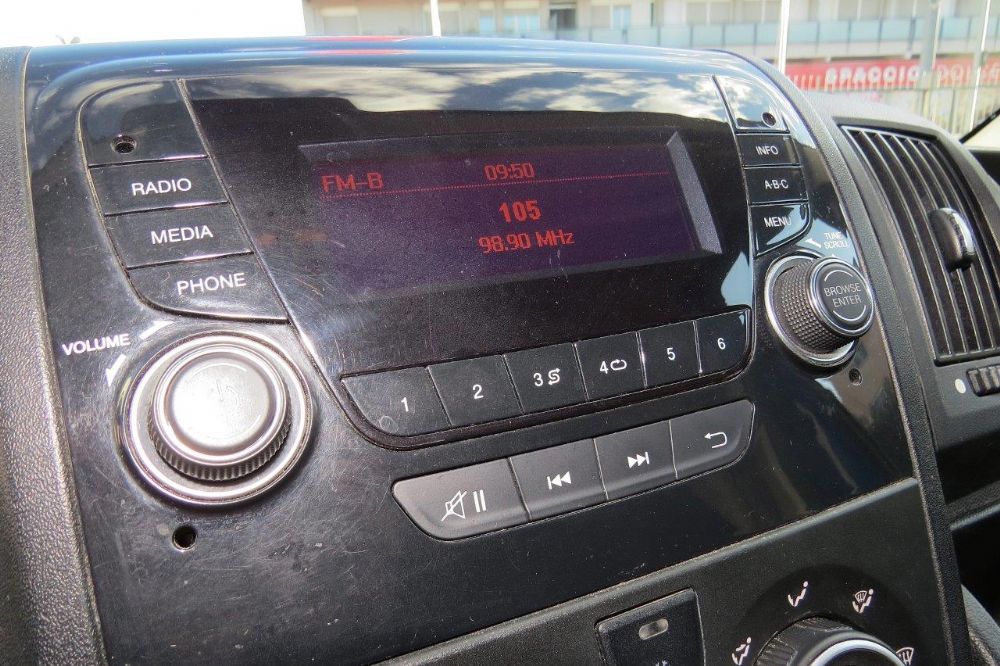 SPACCIO
RADIO
MEDIA
PHONE
VOLUME
FM-B
09:50
105
98.90 MHz
INFO
A·B·C
MENU
TUNE
SCROLL
BROWSE
ENTER
1
2
3
4
5
6